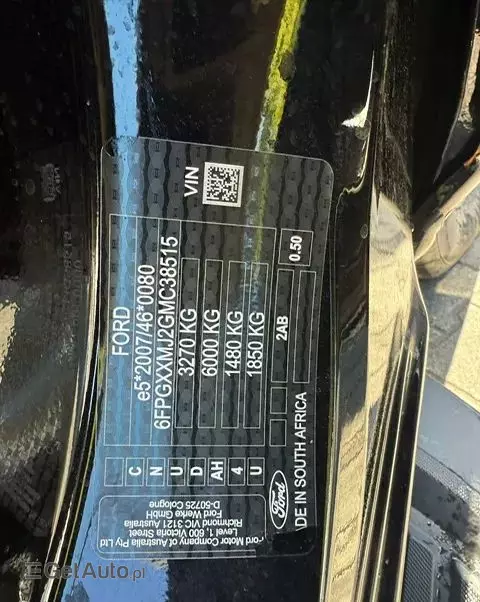 VIN
FORD
e5*2007/46*0080
6FPGXXMJ2GMC38515
3270 KG
6000 KG
1480 KG
1850 KG
2AB
0.50
C N U D AH 4 U
Ford Motor Company of Australia Pty Ltd
Level 1, 600 Victoria Street
Richmond VIC 3121 Australia
Ford Werke GmbH
D-50725 Cologne
Ford
DE IN SOUTH AFRICA
EGetAuto.pl